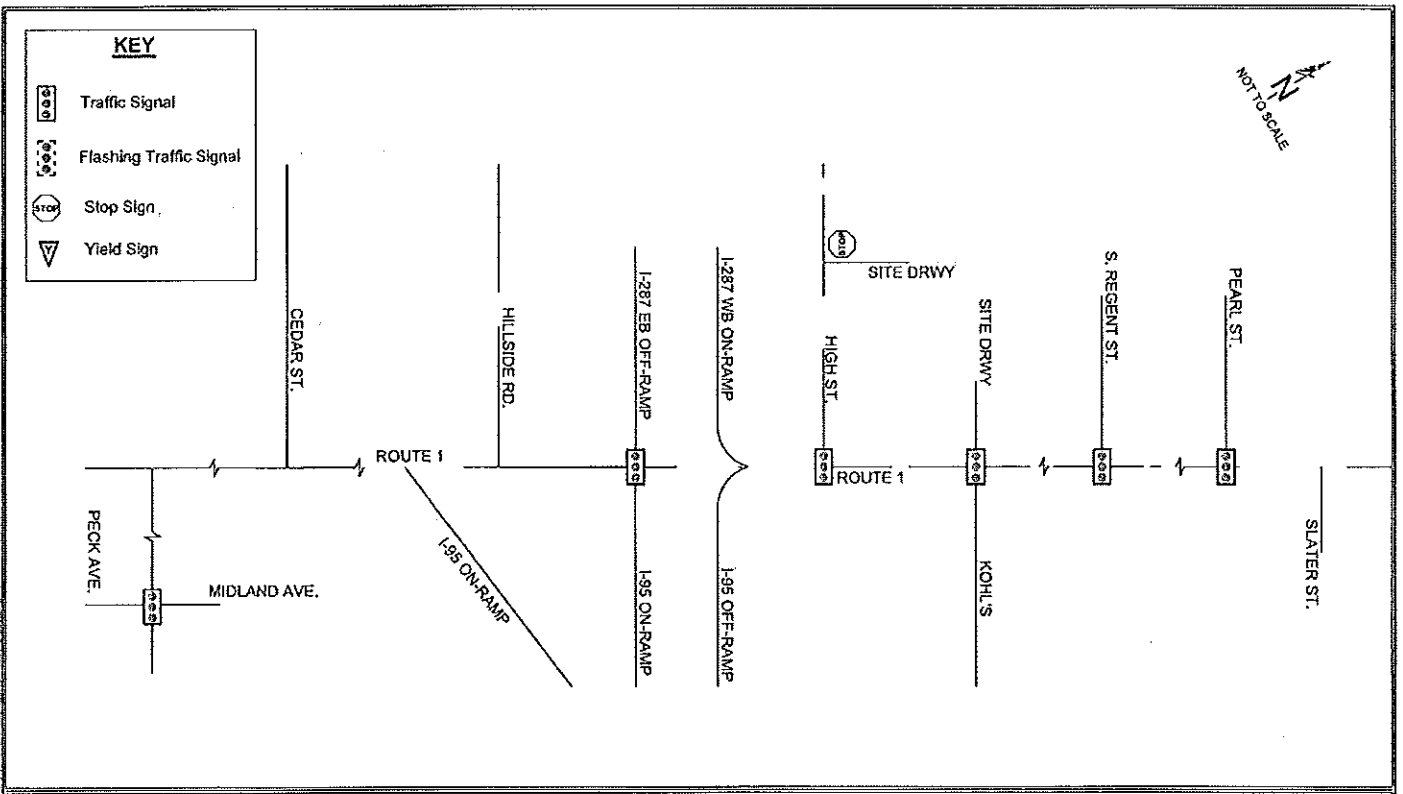 KEY
Traffic Signal
Flashing Traffic Signal
STOP
Stop Sign
Y
Yield Sign
N
NOT TO SCALE
CEDAR ST.
HILLSIDE RD.
I-287 EB OFF-RAMP
I-287 WB ON-RAMP
STOP
SITE DRWY
HIGH ST.
SITE DRWY
S. REGENT ST.
PEARL ST.
ROUTE 1
ROUTE 1
PECK AVE.
MIDLAND AVE.
I-95 ON-RAMP
I-95 ON-RAMP
I-95 OFF-RAMP
KOHL'S
SLATER ST.